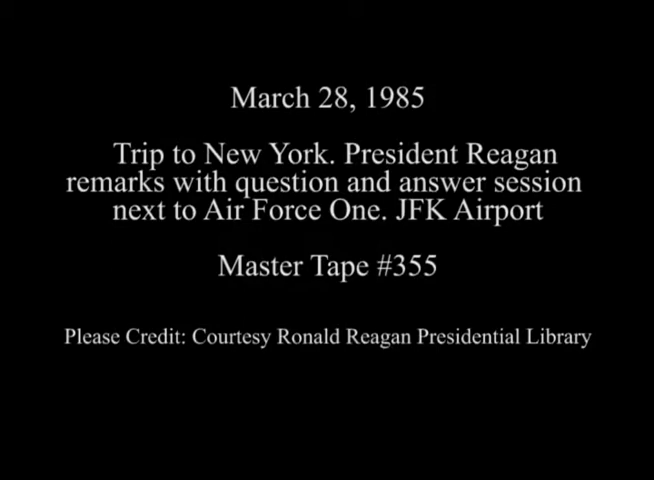 March 28, 1985
Trip to New York. President Reagan
remarks with question and answer session
next to Air Force One. JFK Airport
Master Tape #355
Please Credit: Courtesy Ronald Reagan Presidential Library